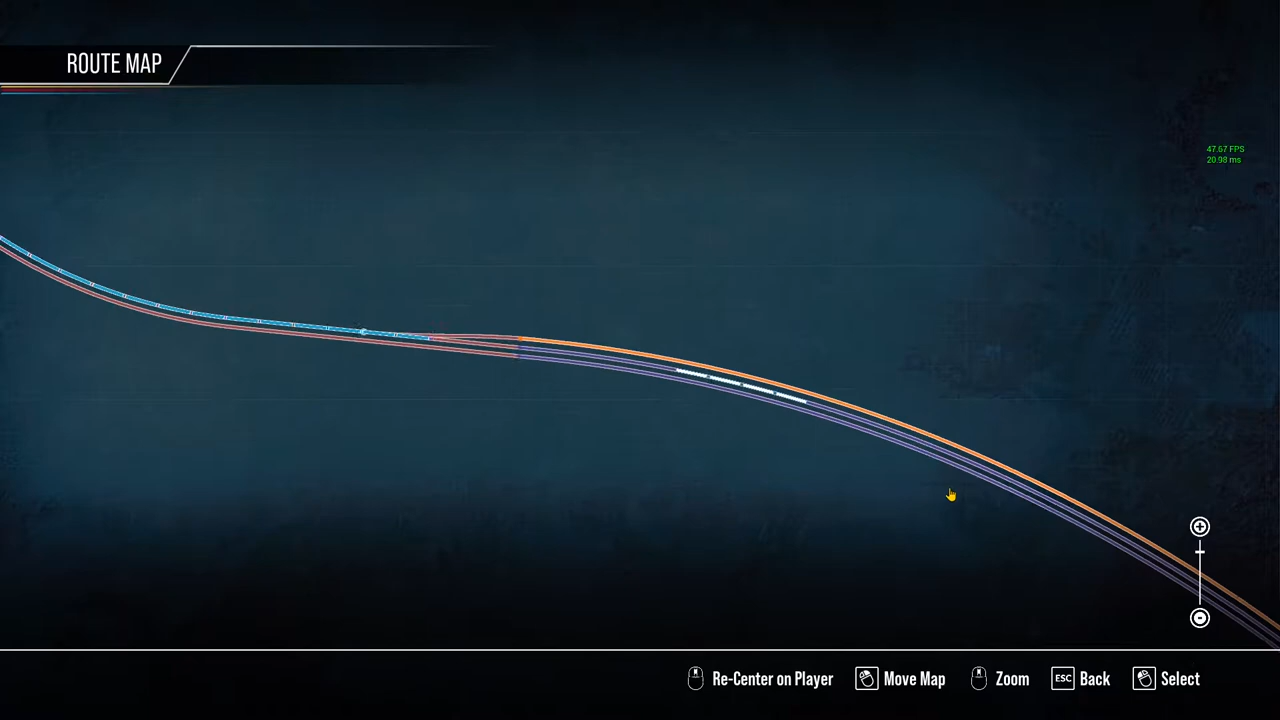 ROUTE MAP
47.67 FPS
20.98 ms
Re-Center on Player
Move Map
Zoom
ESC Back
Select